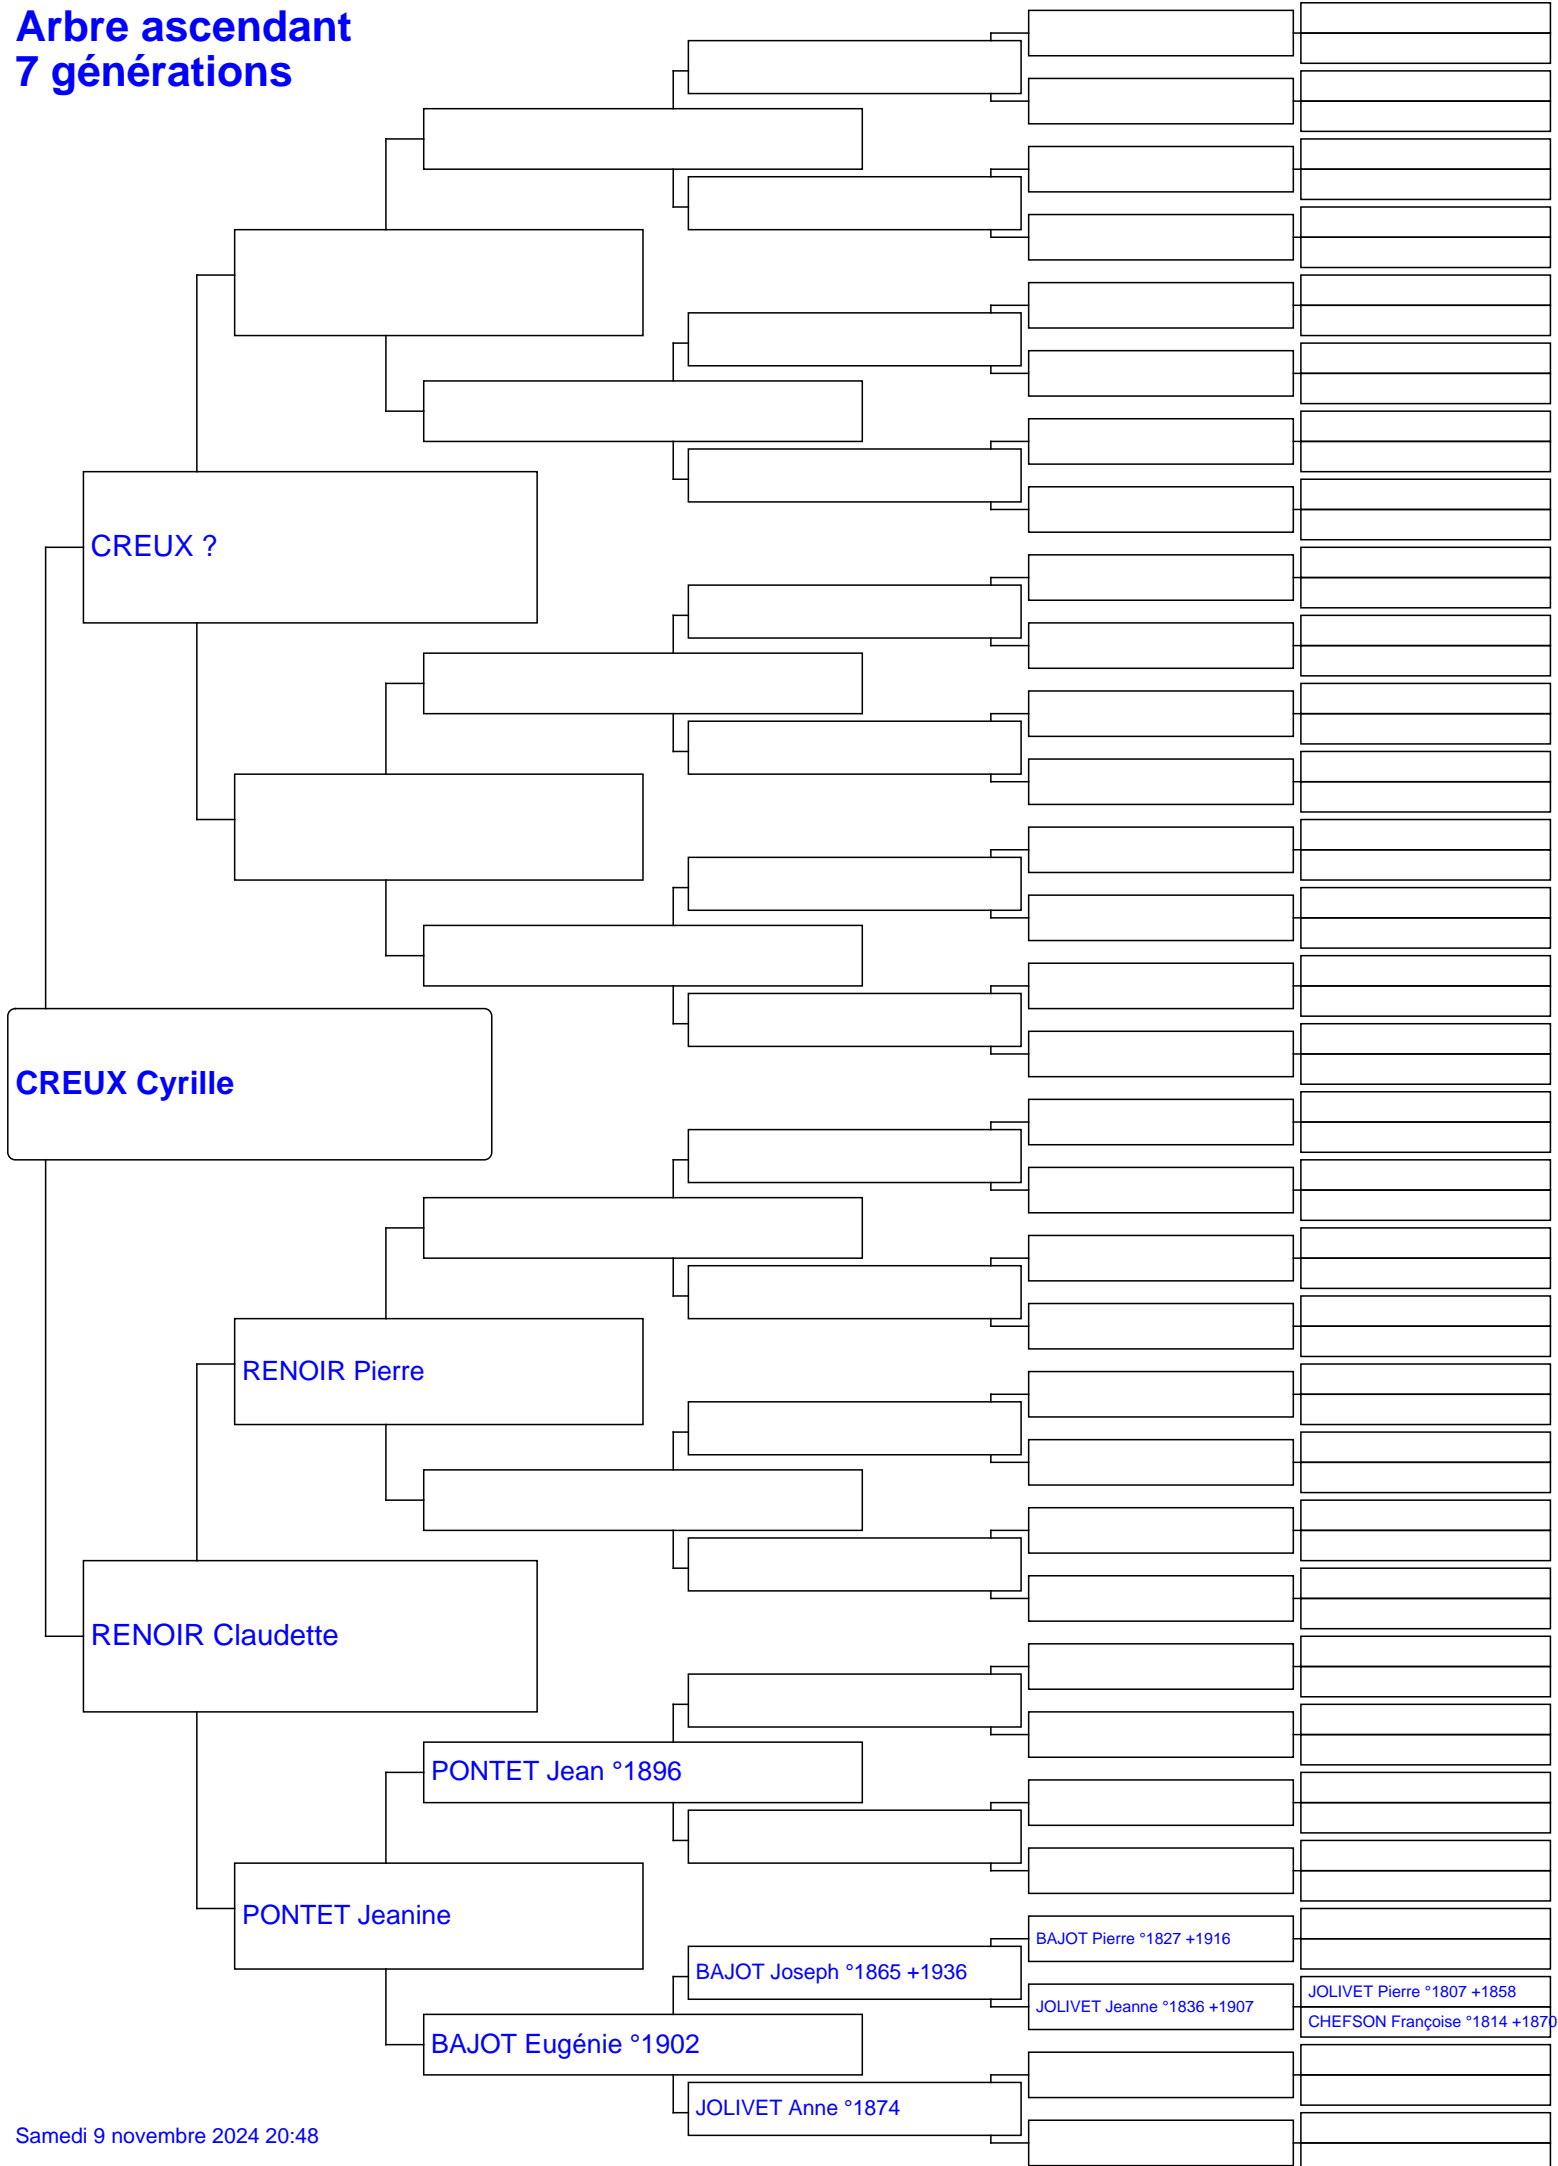 Arbre ascendant
7 générations
CREUX ?
CREUX Cyrille
RENOIR Pierre
RENOIR Claudette
PONTET Jean °1896
PONTET Jeanine
BAJOT Pierre °1827 +1916
BAJOT Joseph °1865 +1936
JOLIVET Pierre °1807 +1858
JOLIVET Jeanne °1836 +1907
CHEFSON Françoise °1814 +1870
BAJOT Eugénie °1902
JOLIVET Anne °1874
Samedi 9 novembre 2024 20:48